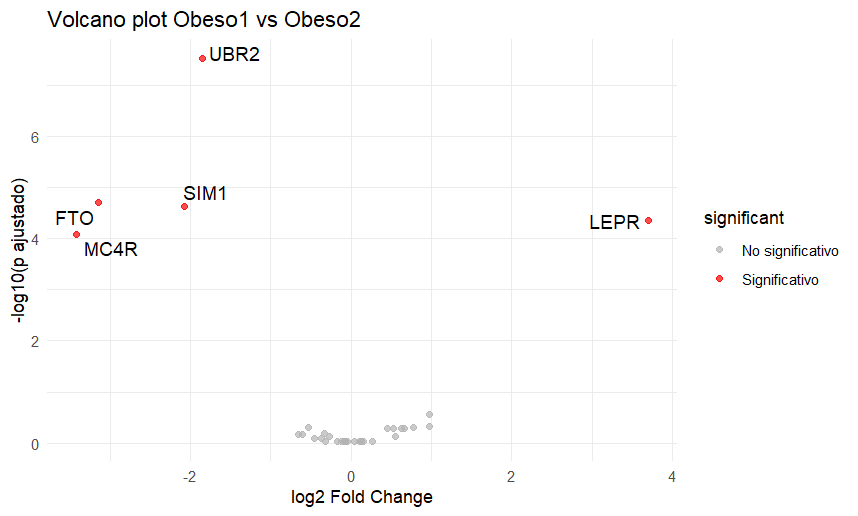 Volcano plot Obeso1 vs Obeso2
UBR2
SIM1
FTO
MC4R
LEPR
-log10(p ajustado)
6
4
2
0
-2
0
2
4
log2 Fold Change
significant
No significativo
Significativo